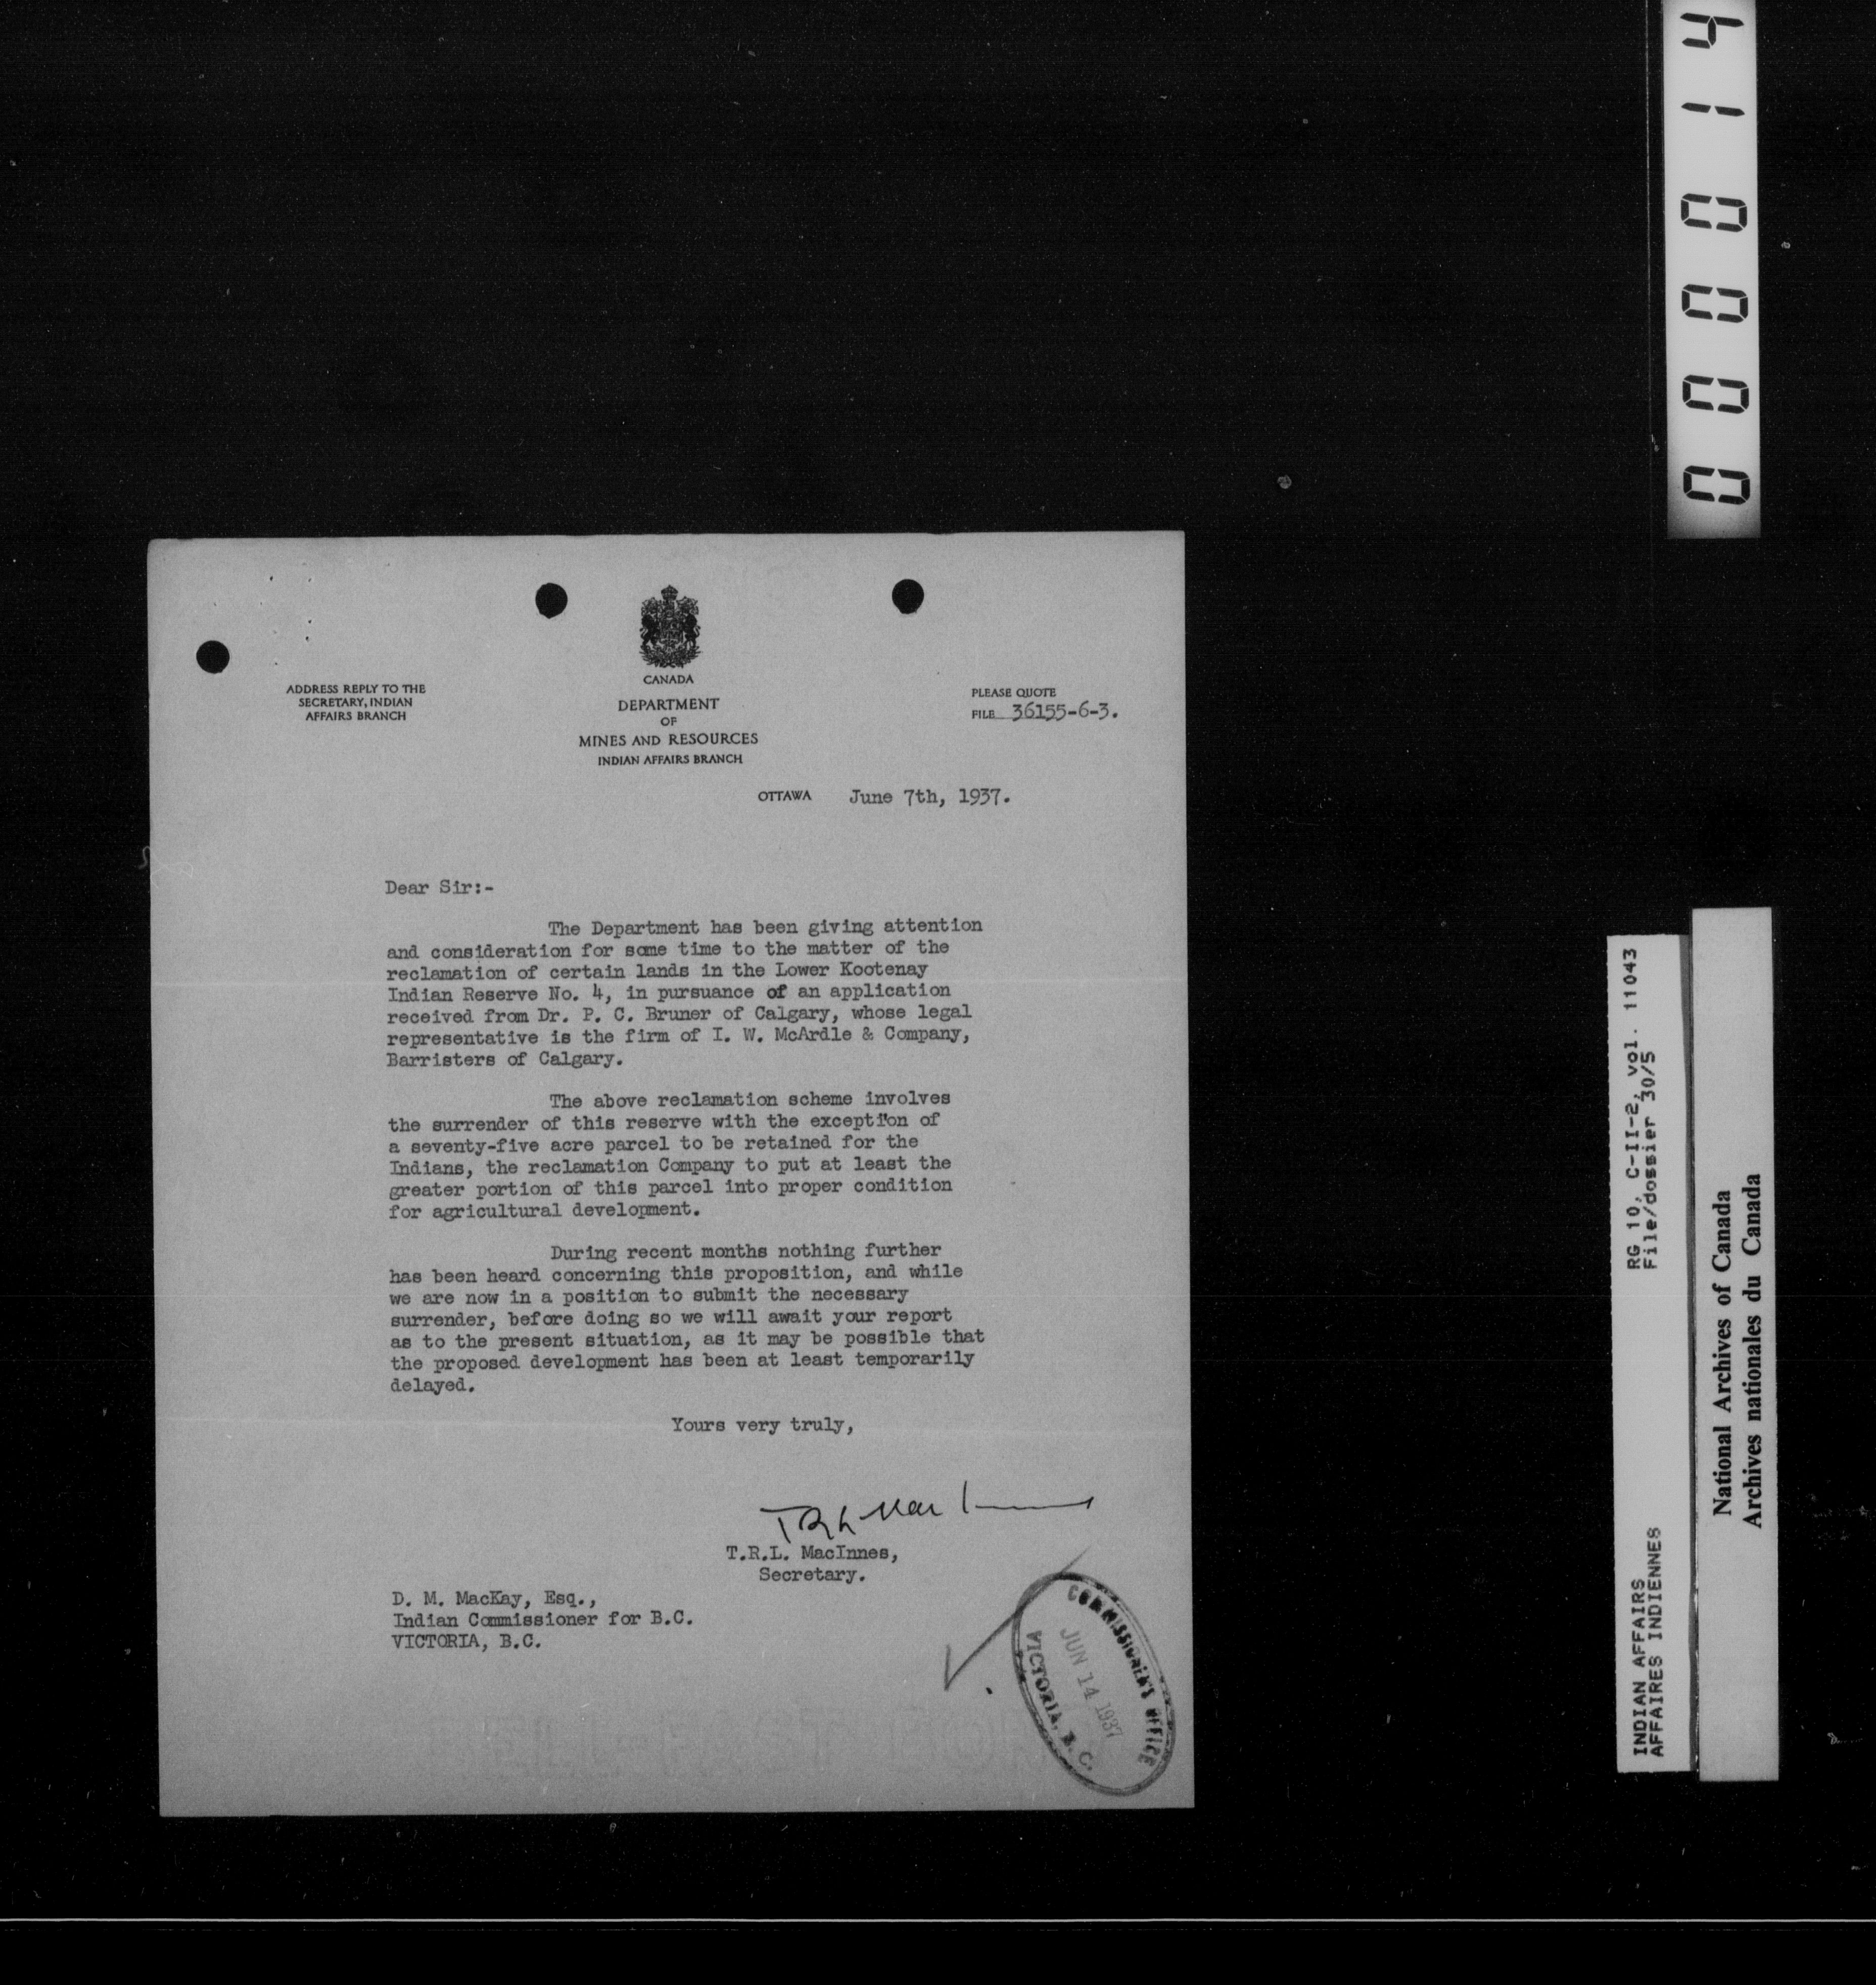 00014
ADDRESS REPLY TO THE
SECRETARY, INDIAN
AFFAIRS BRANCH
CANADA
DEPARTMENT
OF
MINES AND RESOURCES
INDIAN AFFAIRS BRANCH
PLEASE QUOTE
FILE 36155-6-3.
OTTAWA June 7th, 1937.
Dear Sir:-
The Department has been giving attention
and consideration for some time to the matter of the
reclamation of certain lands in the Lower Kootenay
Indian Reserve No. 4, in pursuance of an application
received from Dr. P. C. Bruner of Calgary, whose legal
representative is the firm of I. W. McArdle & Company,
Barristers of Calgary.
The above reclamation scheme involves
the surrender of this reserve with the exception of
a seventy-five acre parcel to be retained for the
Indians, the reclamation Company to put at least the
greater portion of this parcel into proper condition
for agricultural development.
During recent months nothing further
has been heard concerning this proposition, and while
we are now in a position to submit the necessary
surrender, before doing so we will await your report
as to the present situation, as it may be possible that
the proposed development has been at least temporarily
delayed.
Yours very truly,
T.R.L. MacInnes
T.R.L. MacInnes,
Secretary.
D. M. MacKay, Esq.,
Indian Commissioner for B.C.
VICTORIA, B.C.
COMMISSIONER'S OFFICE
JUN 14 1937
VICTORIA, B. C.
INDIAN AFFAIRS RG 10, C-II-2, vol. 11043
AFFAIRES INDIENNES File/dossier 30/5
National Archives of Canada
Archives nationales du Canada